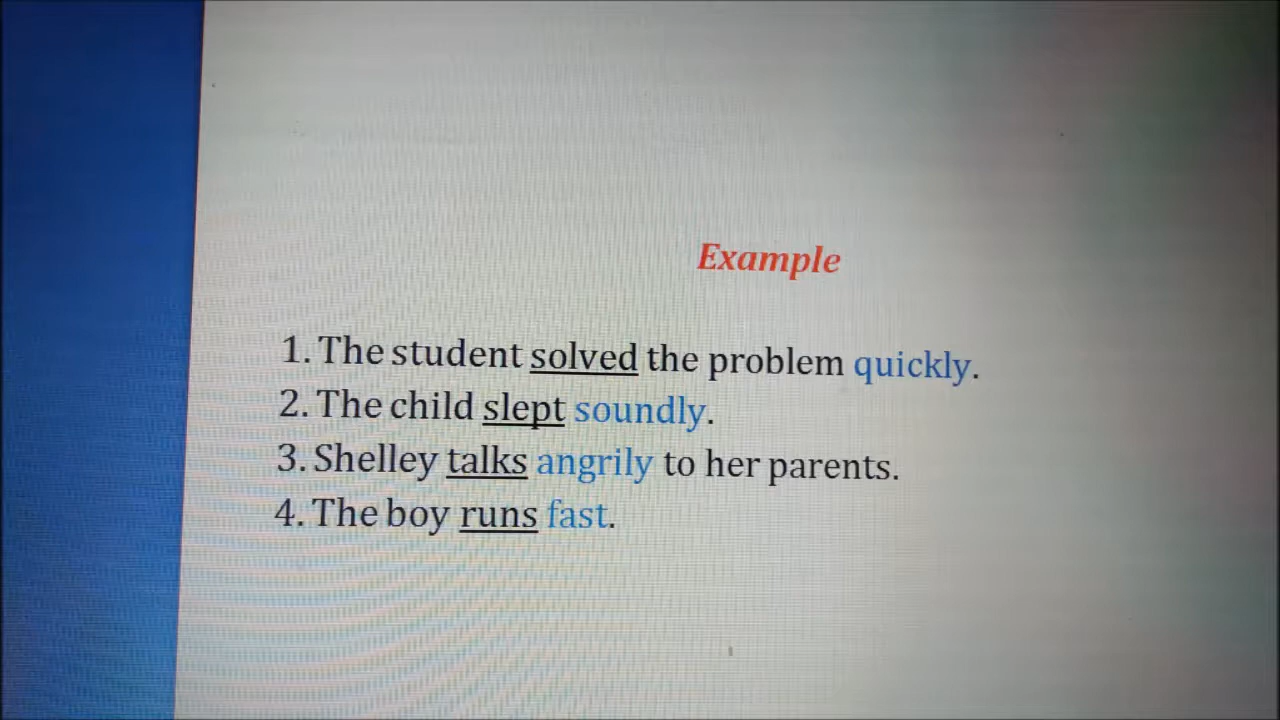 Example
1. The student solved the problem quickly.
2. The child slept soundly.
3. Shelley talks angrily to her parents.
4. The boy runs fast.